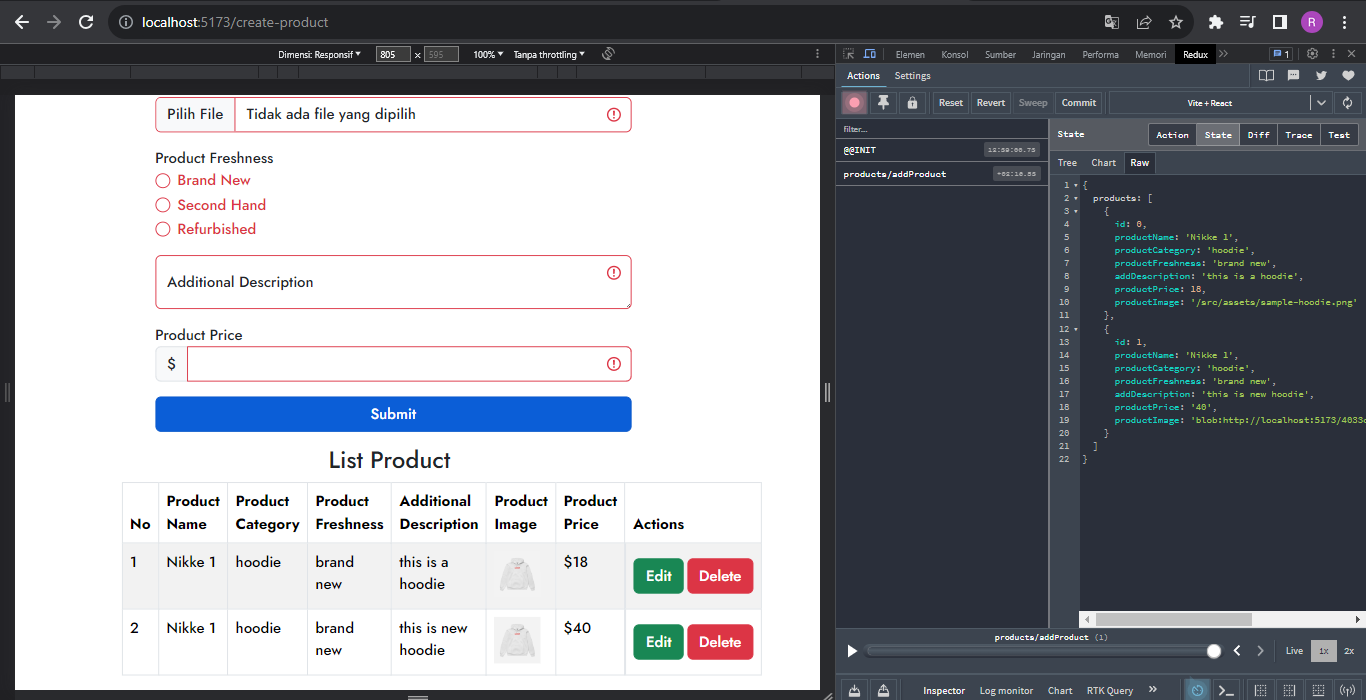 localhost:5173/create-product
R
Dimensi: Responsif 805 x 595 100% Tanpa throttling
Elemen Konsol Sumber Jaringan Performa Memori Redux 1
Actions Settings
Reset Revert Sweep Commit Vite + React
filter...
@@INIT
products/addProduct
State Action State Diff Trace Test
Tree Chart Raw
1 {
2 products: [
3 {
4 id: 0,
5 productName: 'Nikke 1',
6 productCategory: 'hoodie',
7 productFreshness: 'brand new',
8 addDescription: 'this is a hoodie',
9 productPrice: 18,
10 productImage: '/src/assets/sample-hoodie.png'
11 },
12 {
13 id: 1,
14 productName: 'Nikke 1',
15 productCategory: 'hoodie',
16 productFreshness: 'brand new',
17 addDescription: 'this is new hoodie',
18 productPrice: '40',
19 productImage: 'blob:http://localhost:5173/4033
20 }
21 ]
22 }
products/addProduct (1)
Live 1x 2x
Inspector Log monitor Chart RTK Query
Pilih File Tidak ada file yang dipilih
Product Freshness
Brand New
Second Hand
Refurbished
Additional Description
Product Price
$
Submit
List Product
No Product Name Product Category Product Freshness Additional Description Product Image Product Price Actions
1 Nikke 1 hoodie brand new this is a hoodie $18 Edit Delete
2 Nikke 1 hoodie brand new this is new hoodie $40 Edit Delete